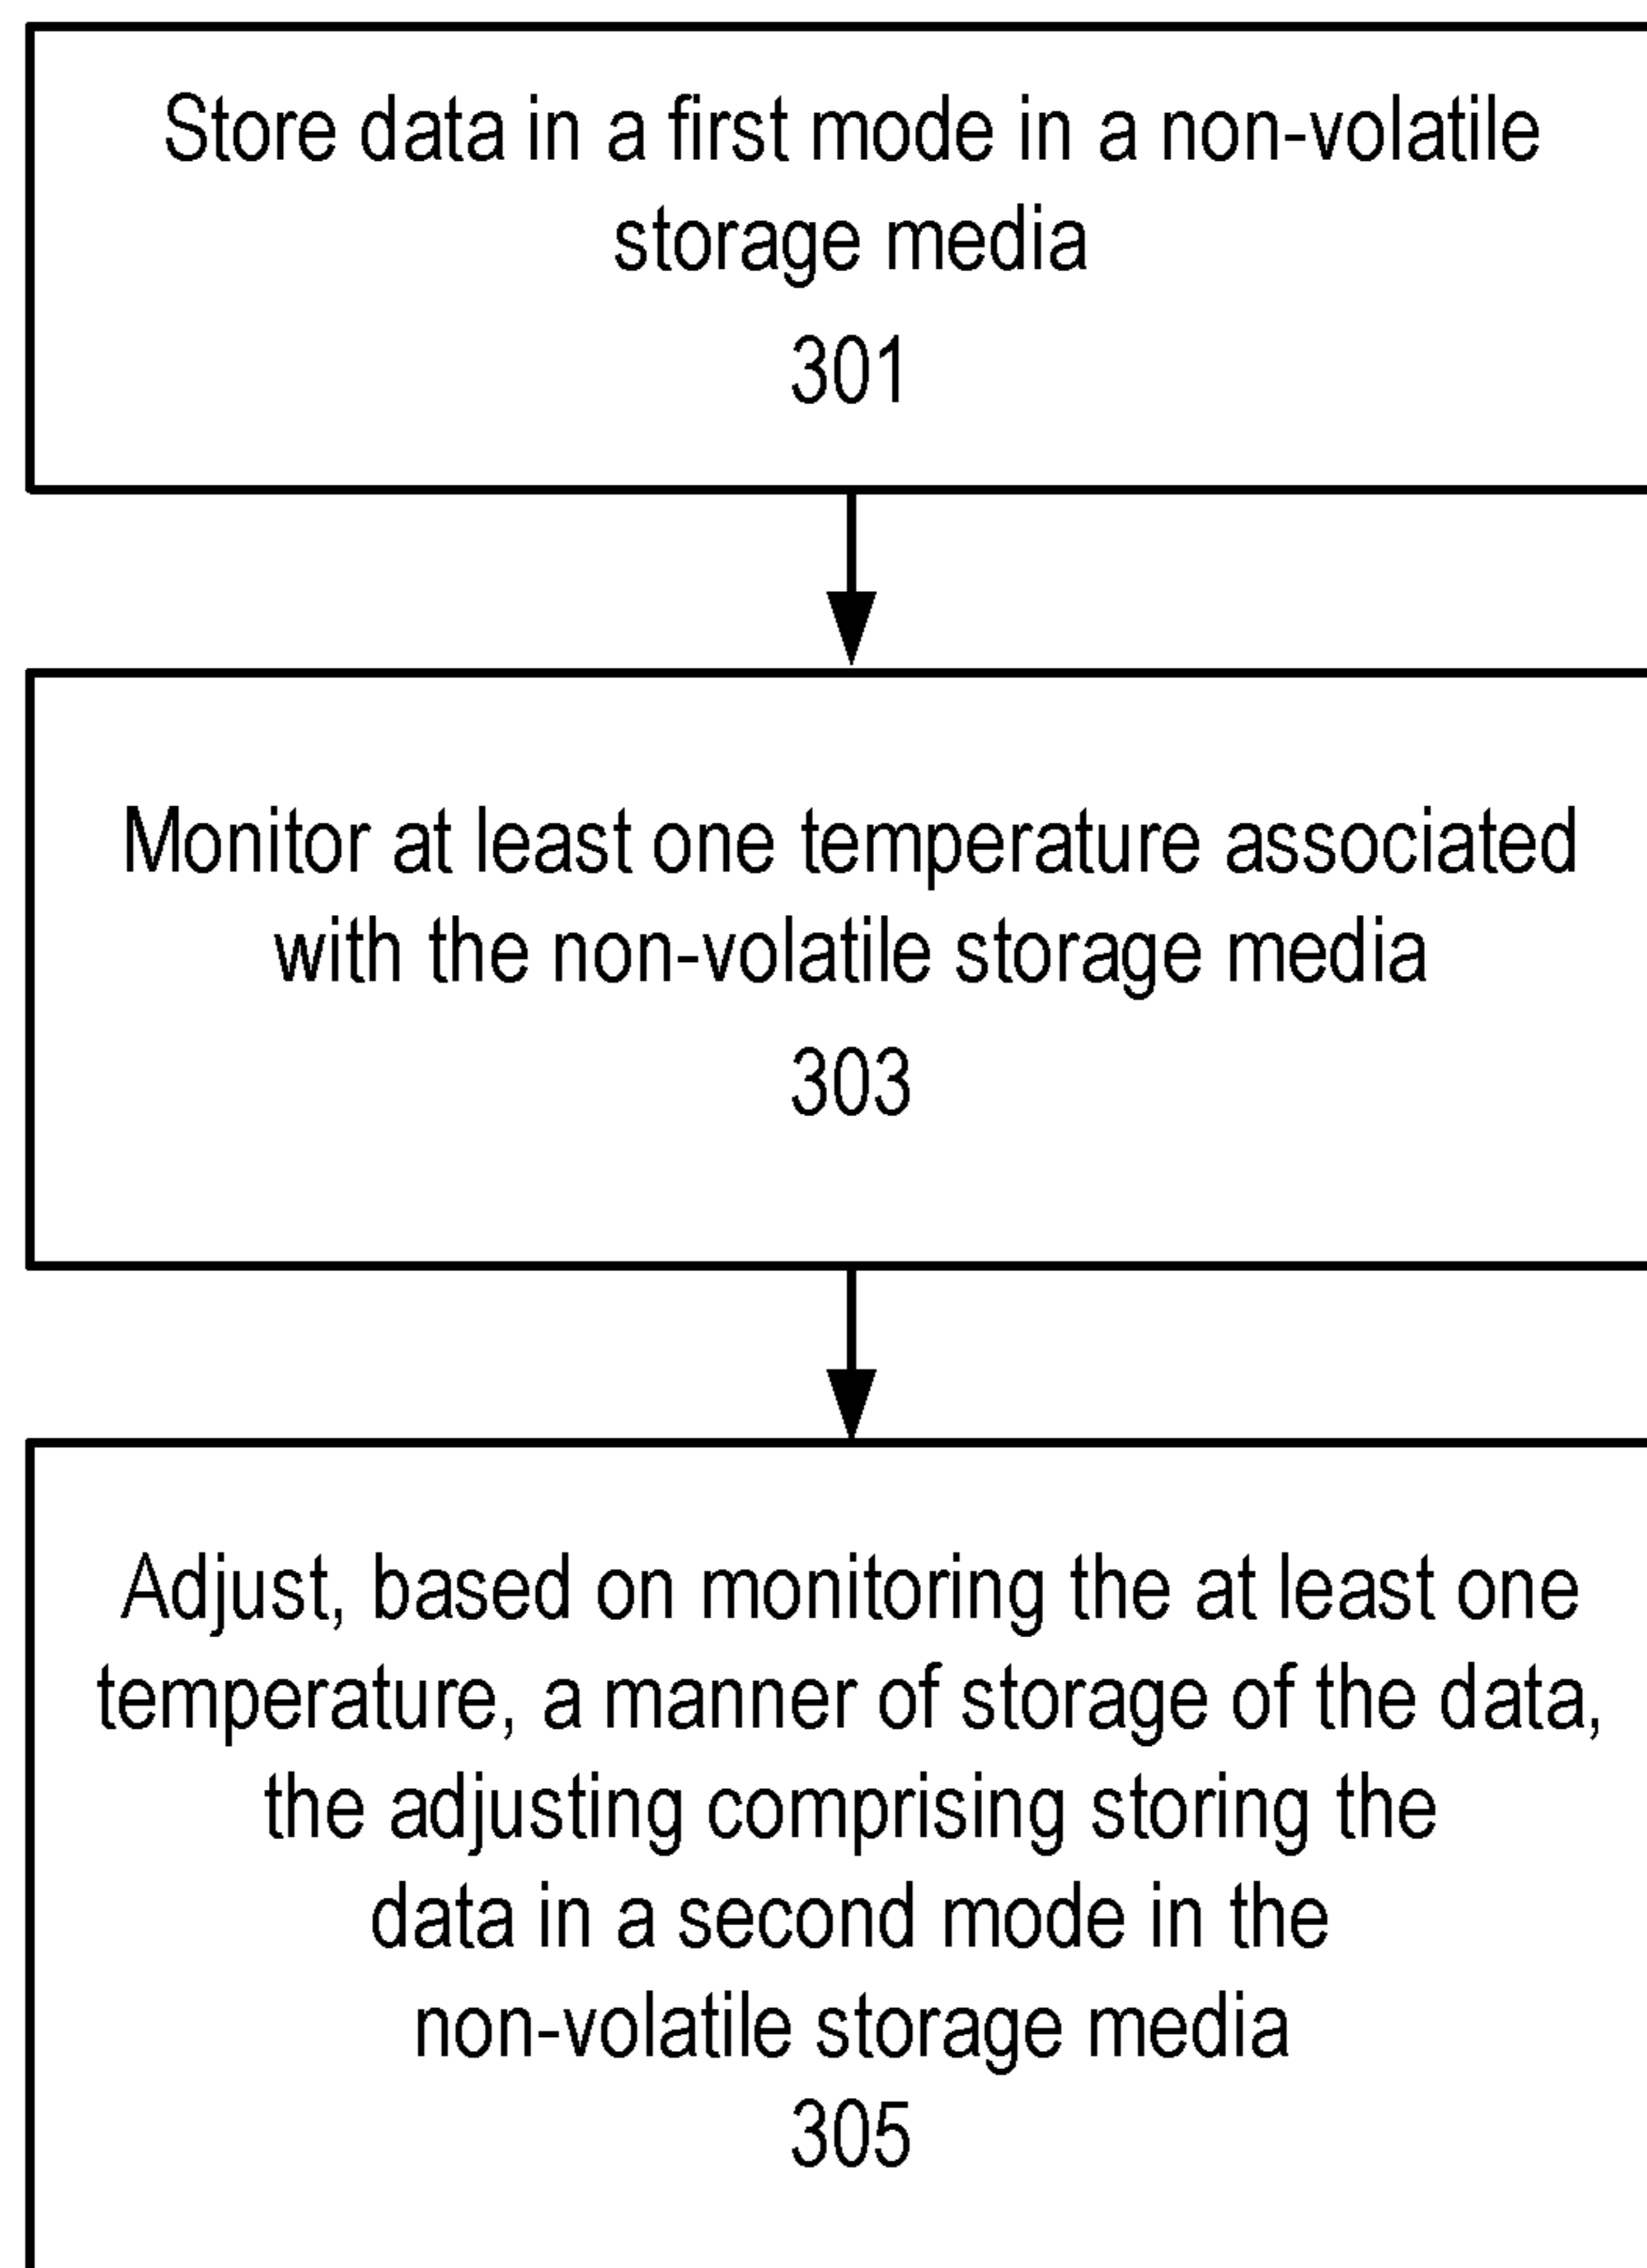 Store data in a first mode in a non-volatile
storage media
301
Monitor at least one temperature associated
with the non-volatile storage media
303
Adjust, based on monitoring the at least one
temperature, a manner of storage of the data,
the adjusting comprising storing the
data in a second mode in the
non-volatile storage media
305